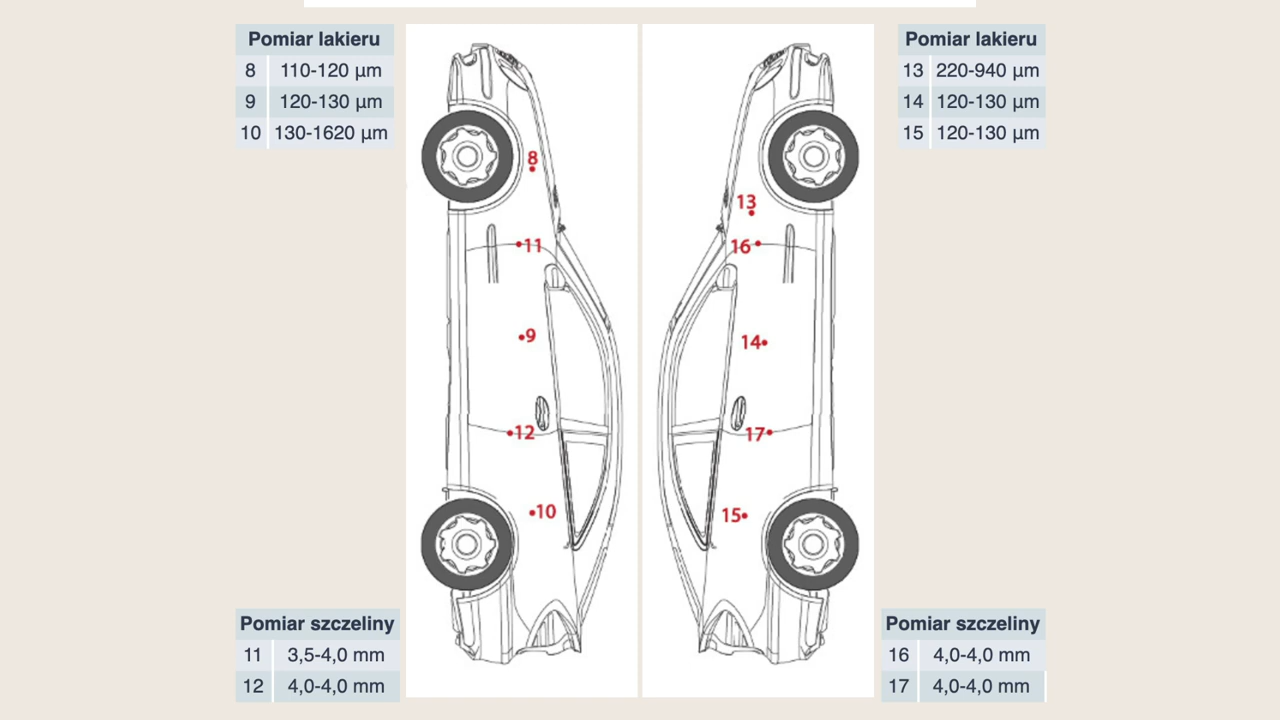 Pomiar lakieru
8 110-120 µm
9 120-130 µm
10 130-1620 µm
Pomiar lakieru
13 220-940 µm
14 120-130 µm
15 120-130 µm
8
13
11
16
9
14
12
17
10
15
Pomiar szczeliny
11 3,5-4,0 mm
12 4,0-4,0 mm
Pomiar szczeliny
16 4,0-4,0 mm
17 4,0-4,0 mm